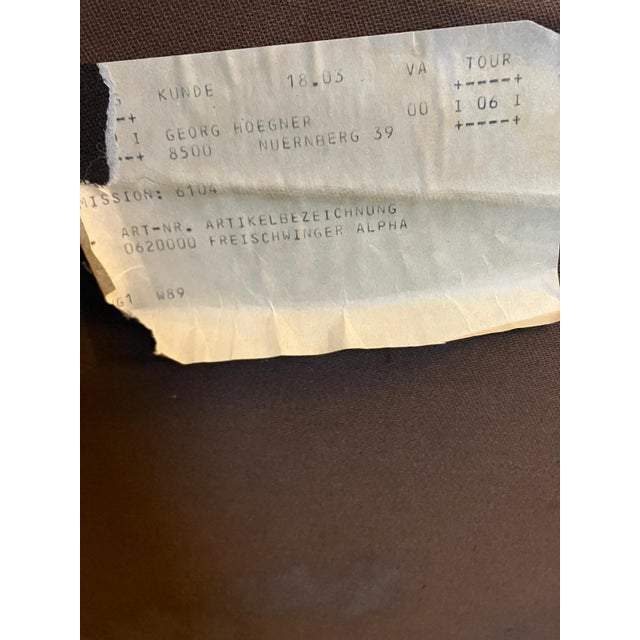 KUNDE 18.03 VA TOUR
+----+
I GEORG HOEGNER 00 I 06 I
--+ 8500 NUERNBERG 39 +----+
MISSION: 6104
ART-NR. ARTIKELBEZEICHNUNG
0620000 FREISCHWINGER ALPHA
G1 W89